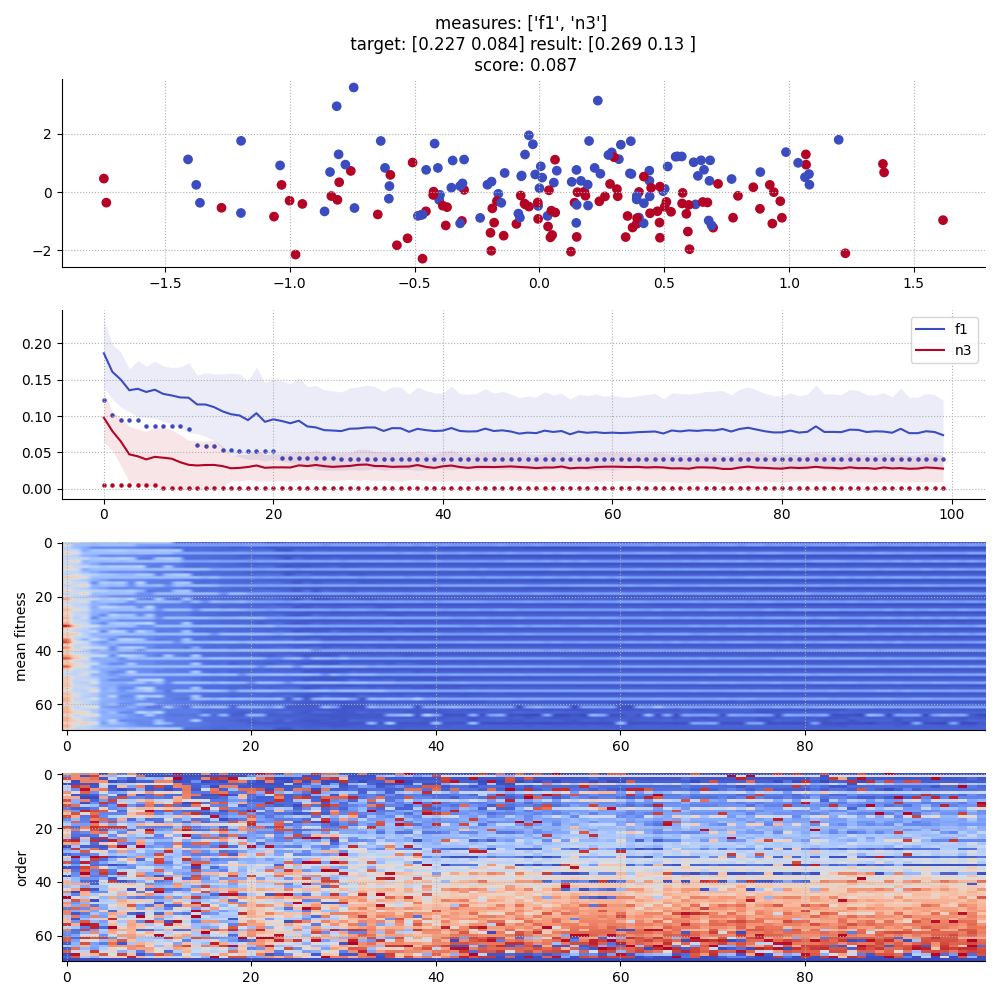 measures: ['f1', 'n3']
target: [0.227 0.084] result: [0.269 0.13 ]
score: 0.087
2
0
−2
−1.5 −1.0 −0.5 0.0 0.5 1.0 1.5
f1
n3
0.20
0.15
0.10
0.05
0.00
0 20 40 60 80 100
mean fitness
0
20
40
60
0 20 40 60 80
order
0
20
40
60
0 20 40 60 80